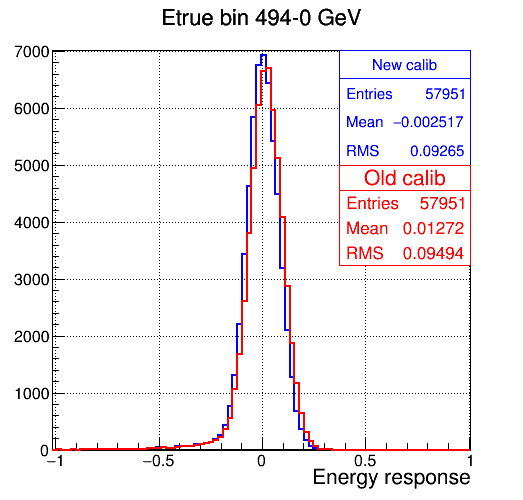 Etrue bin 494-0 GeV
7000
6000
5000
4000
3000
2000
1000
0
New calib
Entries 57951
Mean −0.002517
RMS 0.09265
Old calib
Entries 57951
Mean 0.01272
RMS 0.09494
−1 −0.5 0 0.5 1
Energy response